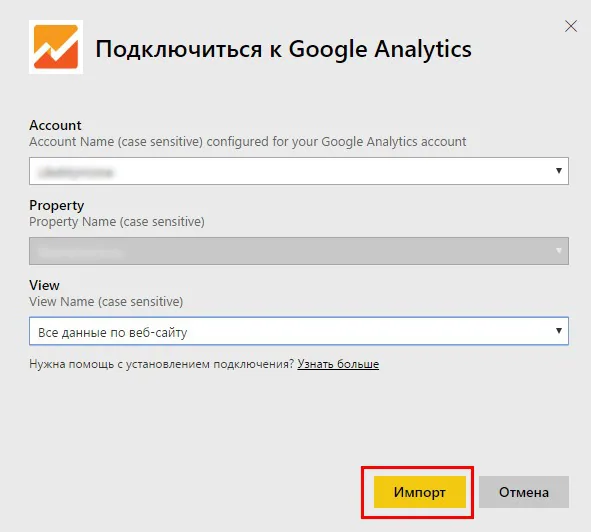 Подключиться к Google Analytics
Account
Account Name (case sensitive) configured for your Google Analytics account
Property
Property Name (case sensitive)
View
View Name (case sensitive)
Все данные по веб-сайту
Нужна помощь с установлением подключения? Узнать больше
Импорт
Отмена